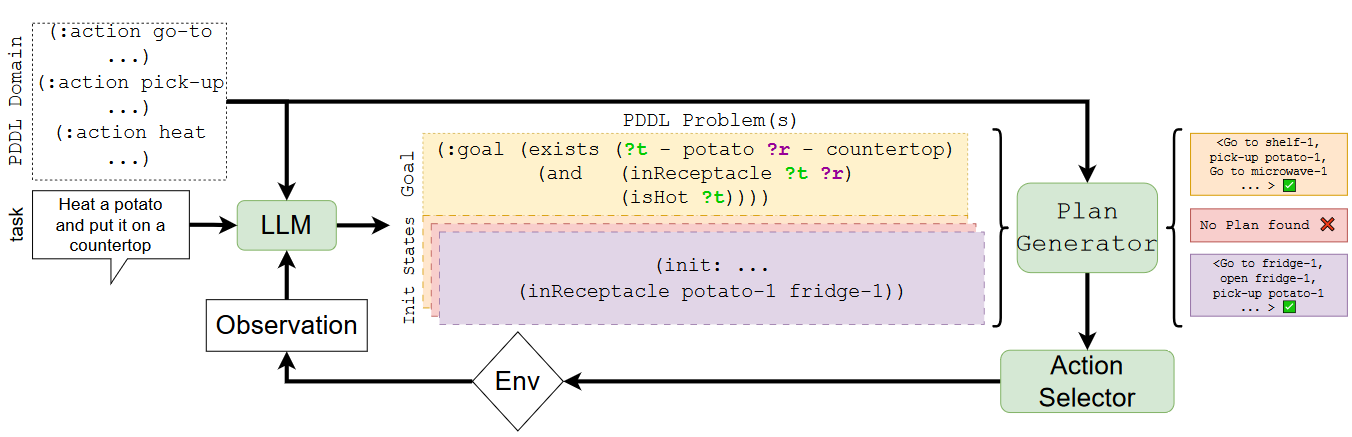 PDDL Domain
(:action go-to
...)
(:action pick-up
...)
(:action heat
...)
task
Heat a potato
and put it on a
countertop
LLM
Observation
PDDL Problem(s)
Goal
(:goal (exists (?t - potato ?r - countertop)
(and (inReceptacle ?t ?r)
(isHot ?t))))
Init states
(init: ...
(inReceptacle potato-1 fridge-1))
Plan
Generator
<Go to shelf-1,
pick-up potato-1,
Go to microwave-1
... > ✅
No Plan found ❌
<Go to fridge-1,
open fridge-1,
pick-up potato-1
... > ✅
Action
Selector
Env